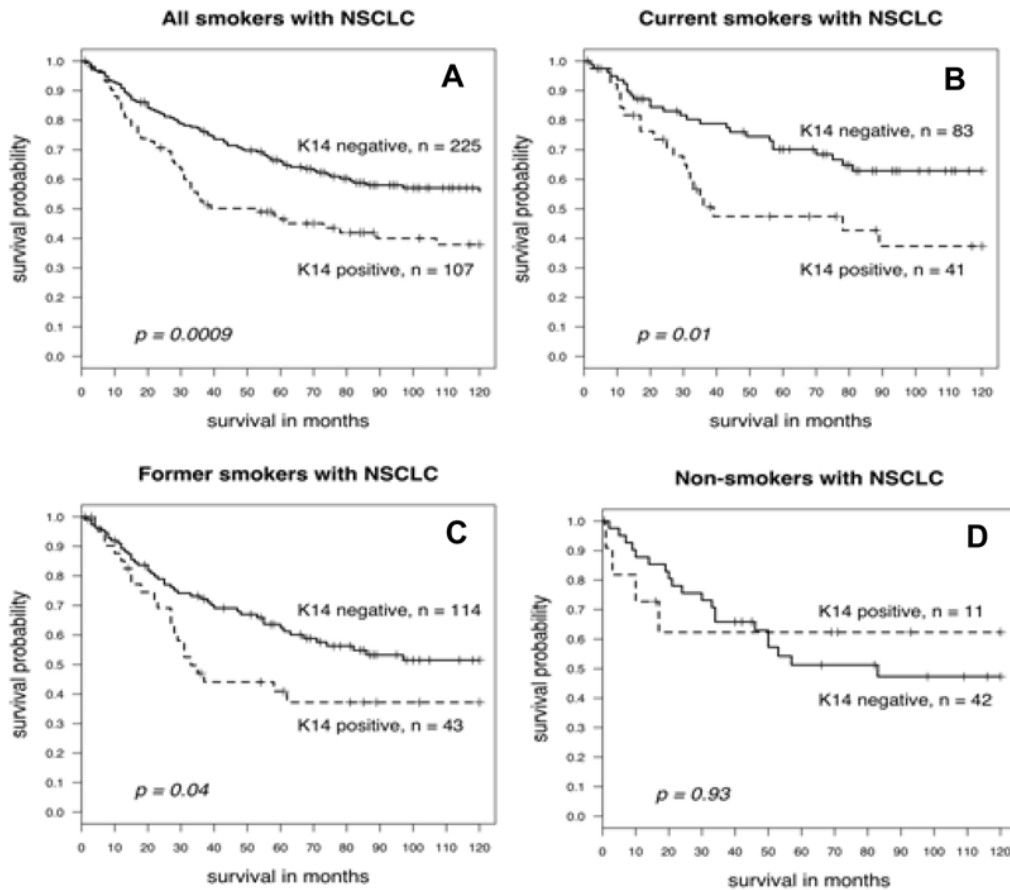 All smokers with NSCLC
A
1.0
0.9
0.8
0.7
0.6
0.5
0.4
0.3
0.2
0.1
0.0
survival probability
K14 negative, n = 225
K14 positive, n = 107
p = 0.0009
0 10 20 30 40 50 60 70 80 90 100 110 120
survival in months
Current smokers with NSCLC
B
1.0
0.9
0.8
0.7
0.6
0.5
0.4
0.3
0.2
0.1
0.0
survival probability
K14 negative, n = 83
K14 positive, n = 41
p = 0.01
0 10 20 30 40 50 60 70 80 90 100 110 120
survival in months
Former smokers with NSCLC
C
1.0
0.9
0.8
0.7
0.6
0.5
0.4
0.3
0.2
0.1
0.0
survival probability
K14 negative, n = 114
K14 positive, n = 43
p = 0.04
0 10 20 30 40 50 60 70 80 90 100 110 120
survival in months
Non-smokers with NSCLC
D
1.0
0.9
0.8
0.7
0.6
0.5
0.4
0.3
0.2
0.1
0.0
survival probability
K14 positive, n = 11
K14 negative, n = 42
p = 0.93
0 10 20 30 40 50 60 70 80 90 100 110 120
survival in months